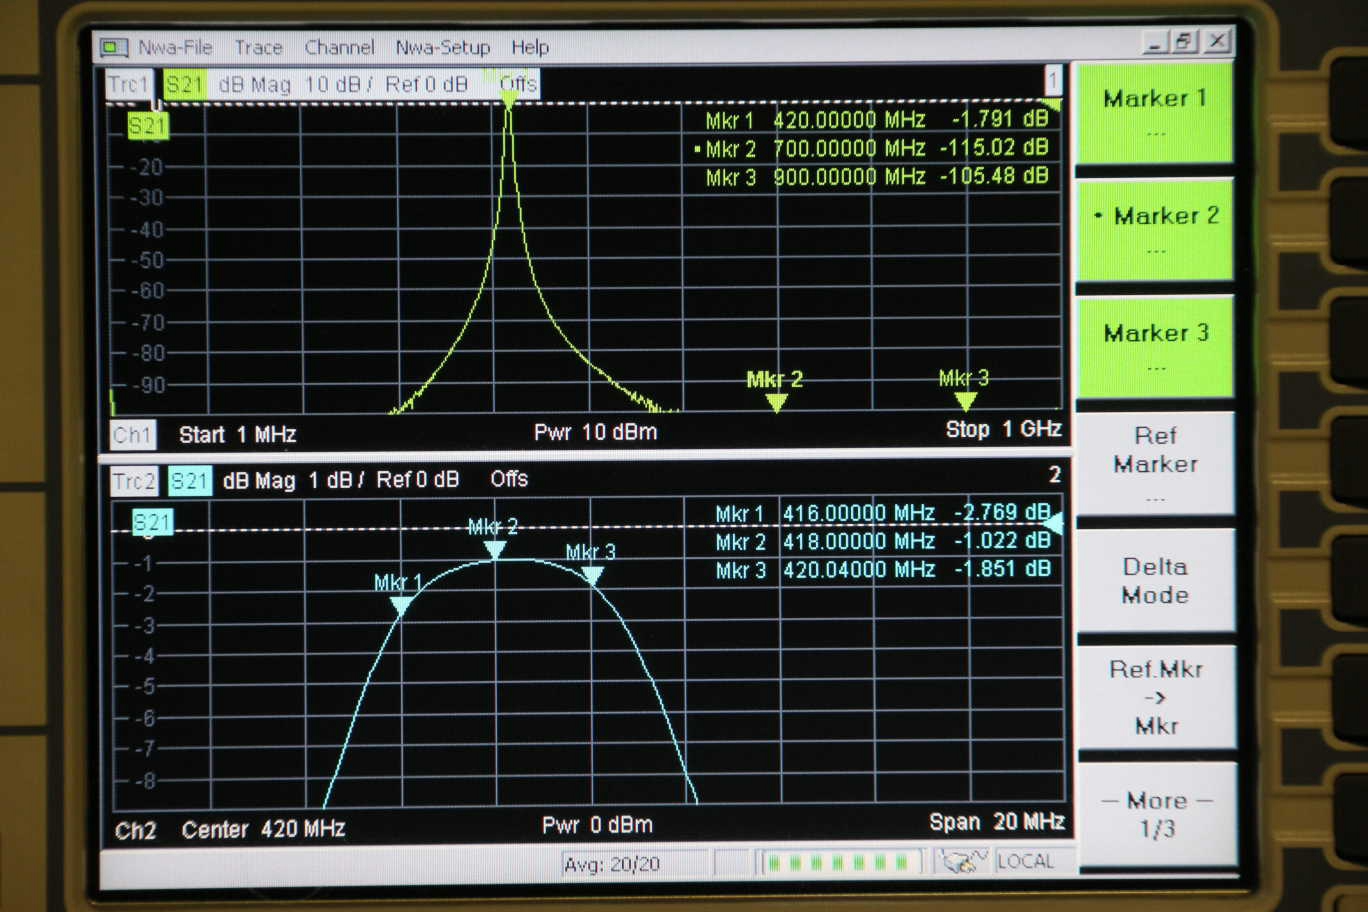 Nwa-File Trace Channel Nwa-Setup Help
Trc1 S21 dB Mag 10 dB / Ref 0 dB Offs 1
S21
Mkr 1 420.00000 MHz -1.791 dB
• Mkr 2 700.00000 MHz -115.02 dB
Mkr 3 900.00000 MHz -105.48 dB
-20
-30
-40
-50
-60
-70
-80
-90
Mkr 2 Mkr 3
Ch1 Start 1 MHz Pwr 10 dBm Stop 1 GHz
Trc2 S21 dB Mag 1 dB / Ref 0 dB Offs 2
S21
Mkr 1 416.00000 MHz -2.769 dB
Mkr 2 418.00000 MHz -1.022 dB
Mkr 3 420.04000 MHz -1.851 dB
Mkr 2
Mkr 3
Mkr 1
-1
-2
-3
-4
-5
-6
-7
-8
Ch2 Center 420 MHz Pwr 0 dBm Span 20 MHz
Avg: 20/20 LOCAL
Marker 1
...
• Marker 2
...
Marker 3
...
Ref
Marker
...
Delta
Mode
Ref.Mkr
->
Mkr
— More —
1/3